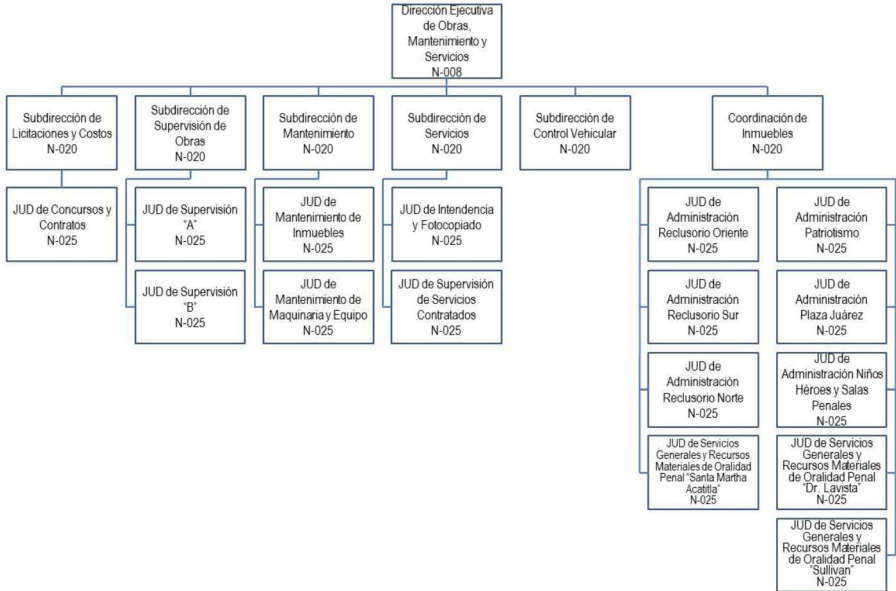 Dirección Ejecutiva
de Obras,
Mantenimiento y
Servicios
N-008
Subdirección de
Licitaciones y Costos
N-020
Subdirección de
Supervisión de
Obras
N-020
Subdirección de
Mantenimiento
N-020
Subdirección de
Servicios
N-020
Subdirección de
Control Vehicular
N-020
Coordinación de
Inmuebles
N-020
JUD de Concursos y
Contratos
N-025
JUD de Supervisión
"A"
N-025
JUD de
Mantenimiento de
Inmuebles
N-025
JUD de Intendencia
y Fotocopiado
N-025
JUD de
Administración
Reclusorio Oriente
N-025
JUD de
Administración
Patriotismo
N-025
JUD de Supervisión
"B"
N-025
JUD de
Mantenimiento de
Maquinaria y Equipo
N-025
JUD de Supervisión
de Servicios
Contratados
N-025
JUD de
Administración
Reclusorio Sur
N-025
JUD de
Administración
Plaza Juárez
N-025
JUD de
Administración
Reclusorio Norte
N-025
JUD de
Administración Niños
Héroes y Salas
Penales
N-025
JUD de Servicios
Generales y Recursos
Materiales de Oralidad
Penal "Santa Martha
Acatitla"
N-025
JUD de Servicios
Generales y
Recursos Materiales
de Oralidad Penal
"Dr. Lavista"
N-025
JUD de Servicios
Generales y
Recursos Materiales
de Oralidad Penal
"Sullivan"
N-025